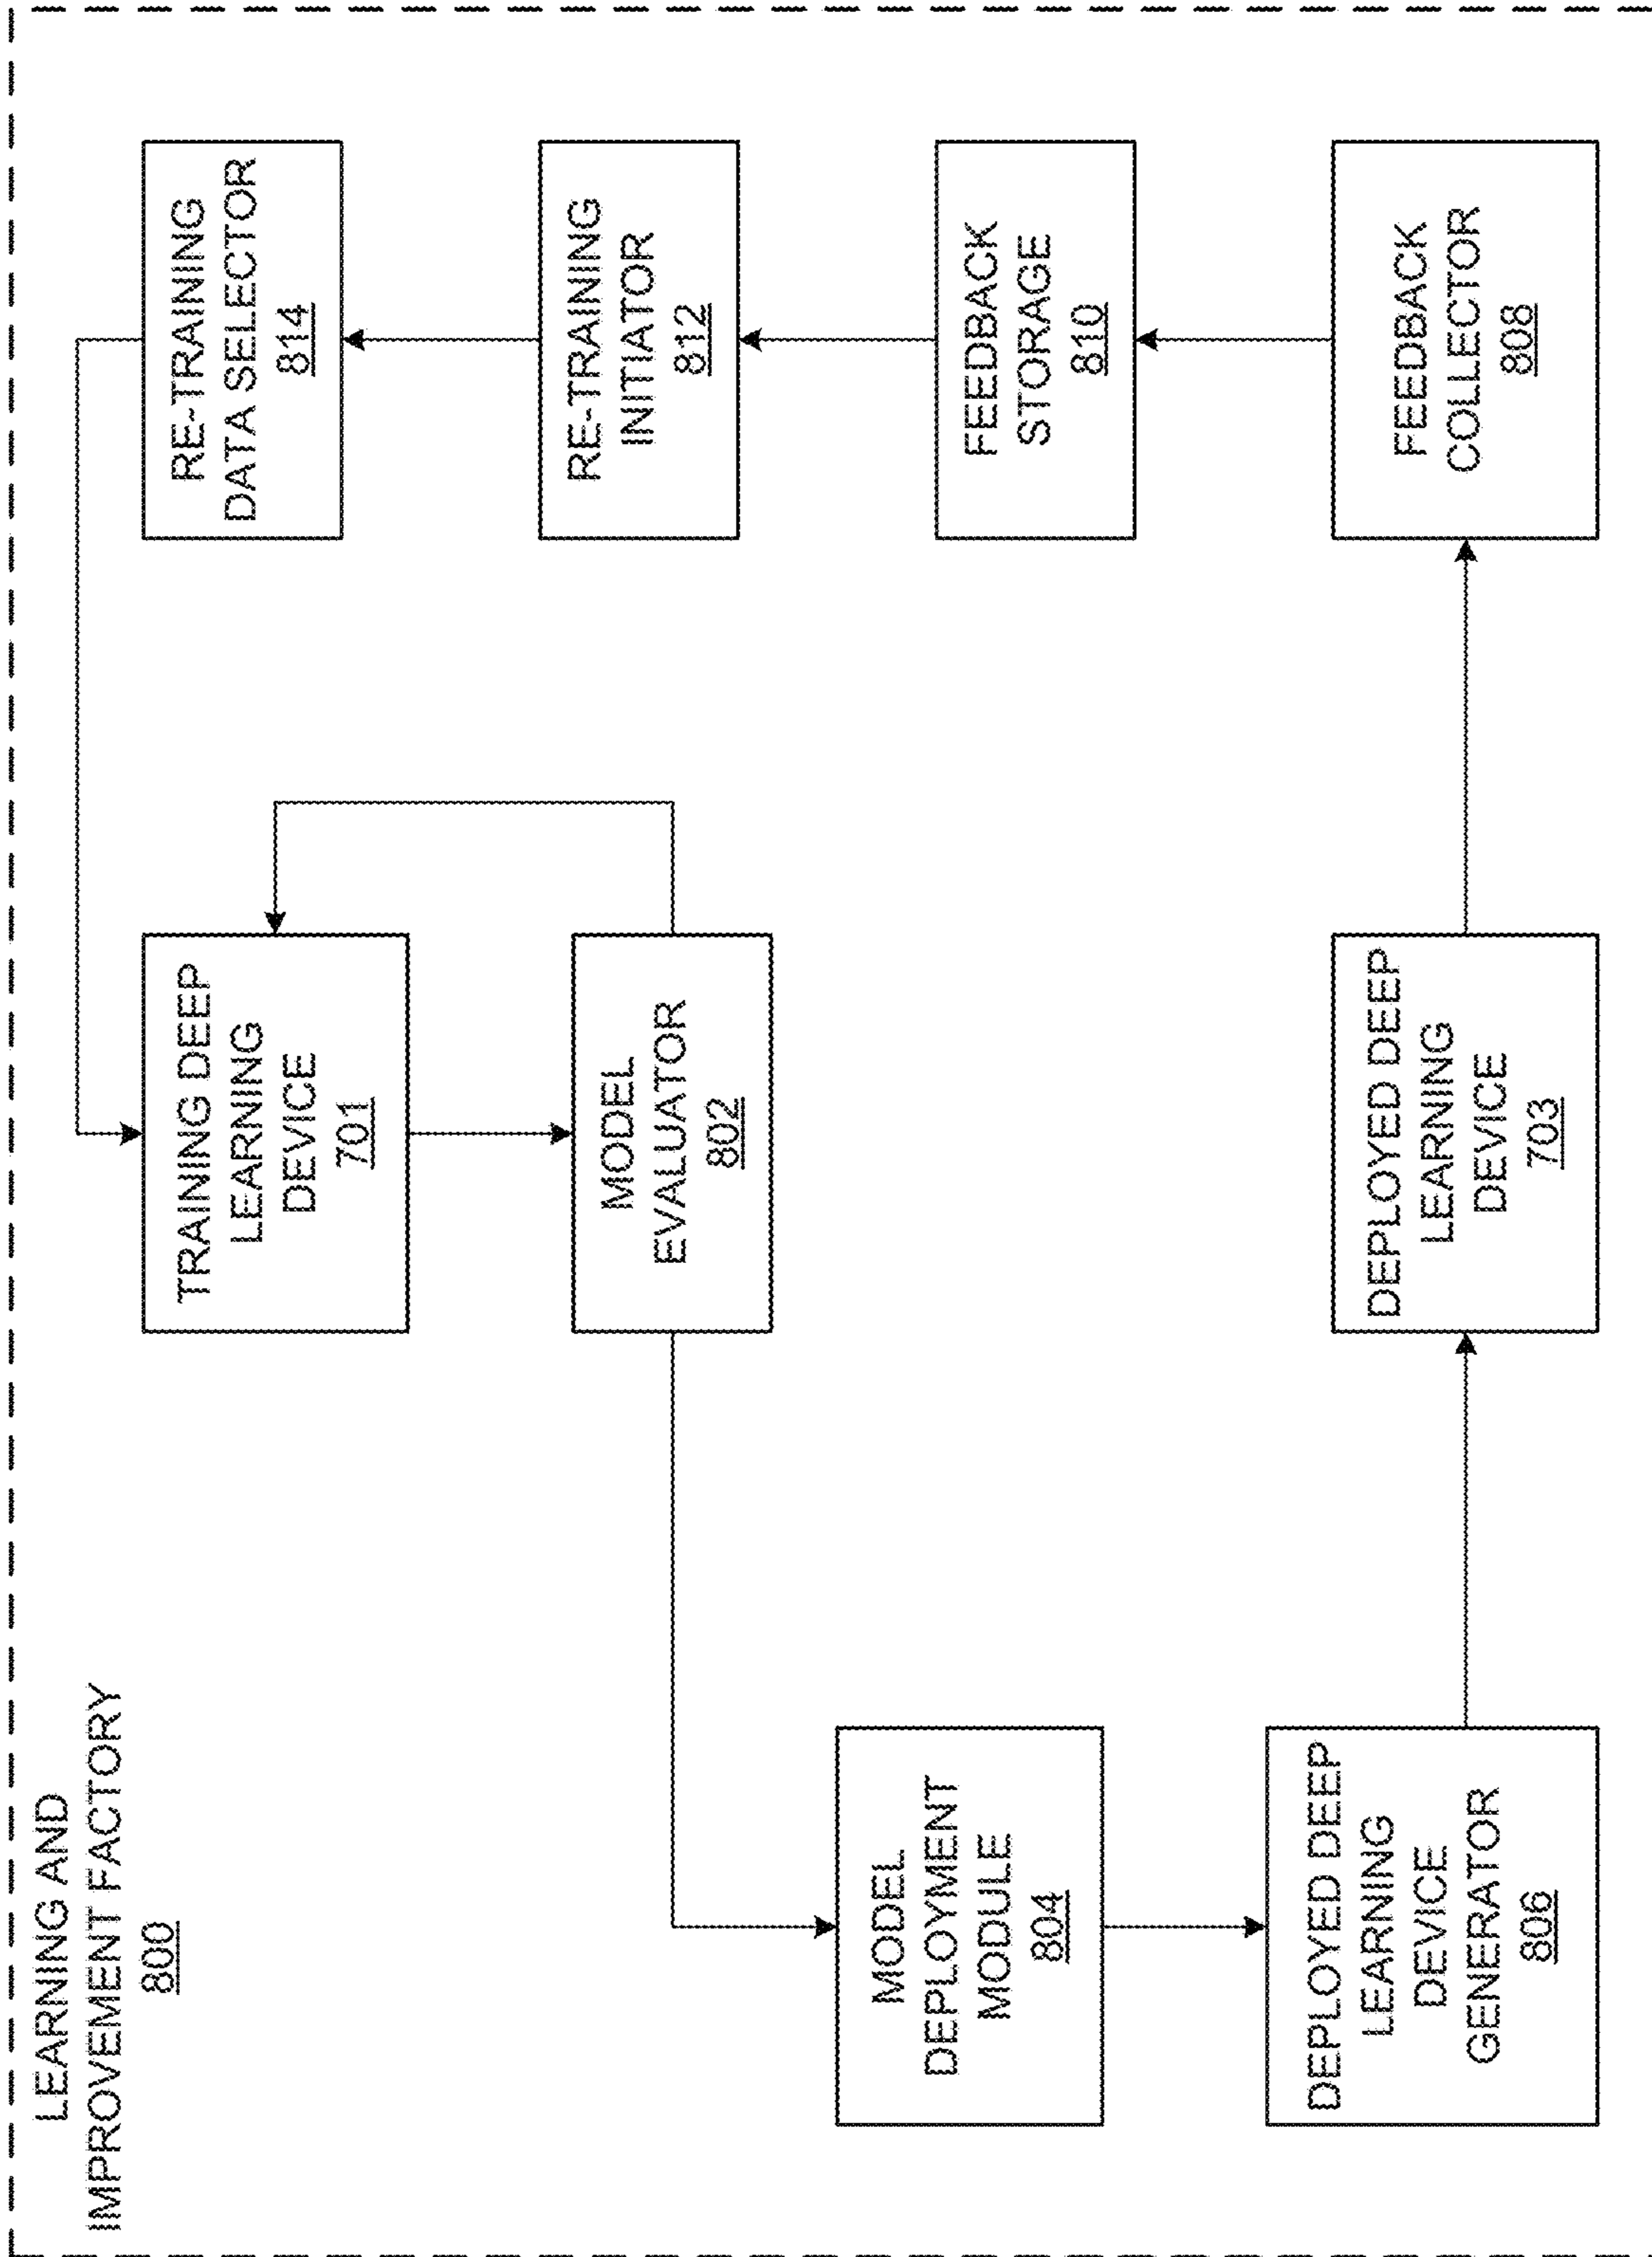 LEARNING AND
IMPROVEMENT FACTORY
800
TRAINING DEEP
LEARNING
DEVICE
701
RE-TRAINING
DATA SELECTOR
814
MODEL
EVALUATOR
802
RE-TRAINING
INITIATOR
812
MODEL
DEPLOYMENT
MODULE
804
FEEDBACK
STORAGE
810
DEPLOYED DEEP
LEARNING
DEVICE
GENERATOR
806
DEPLOYED DEEP
LEARNING
DEVICE
703
FEEDBACK
COLLECTOR
808